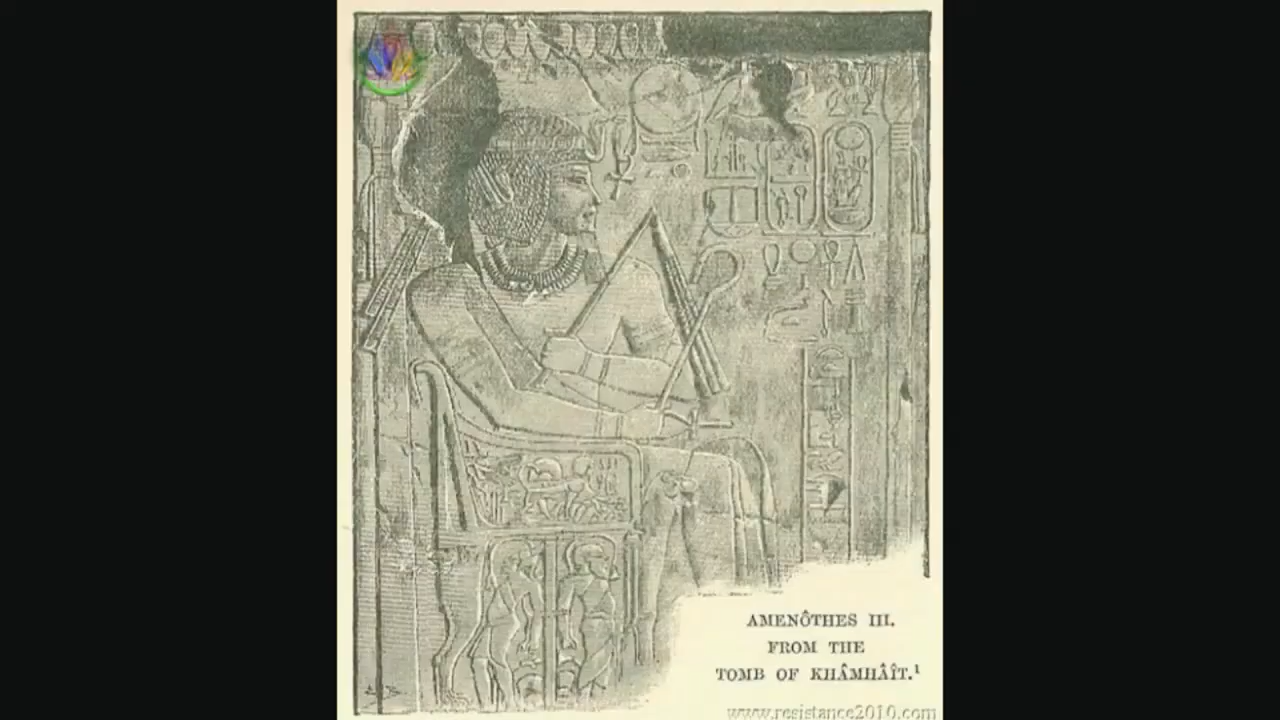 AMENÔTHES III.
FROM THE
TOMB OF KHÂMHÂÎT.¹
www.resistance2010.com